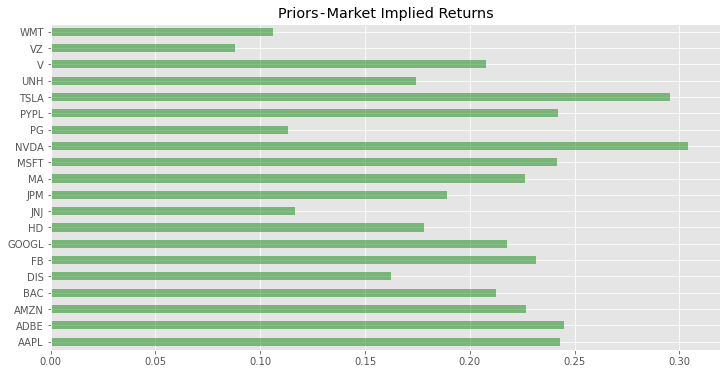 Priors-Market Implied Returns
WMT
VZ
V
UNH
TSLA
PYPL
PG
NVDA
MSFT
MA
JPM
JNJ
HD
GOOGL
FB
DIS
BAC
AMZN
ADBE
AAPL
0.00 0.05 0.10 0.15 0.20 0.25 0.30